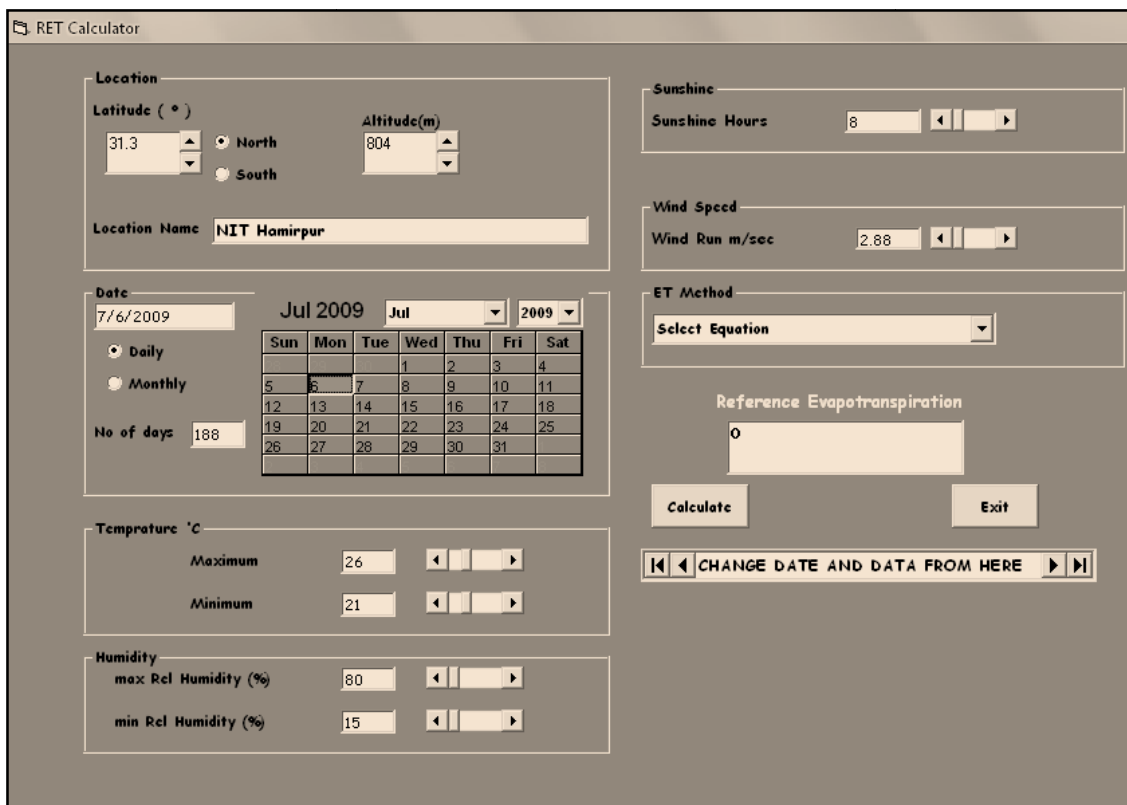 RET Calculator
Location
Latitude ( ° )
Altitude(m)
31.3
North
804
South
Location Name NIT Hamirpur
Date
7/6/2009
Daily
Monthly
No of days 188
Jul 2009 Jul 2009
Sun Mon Tue Wed Thu Fri Sat
1 2 3 4
5 6 7 8 9 10 11
12 13 14 15 16 17 18
19 20 21 22 23 24 25
26 27 28 29 30 31
Temprature °C
Maximum 26
Minimum 21
Humidity
max Rel Humidity (%) 80
min Rel Humidity (%) 15
Sunshine
Sunshine Hours 8
Wind Speed
Wind Run m/sec 2.88
ET Method
Select Equation
Reference Evapotranspiration
0
Calculate Exit
CHANGE DATE AND DATA FROM HERE